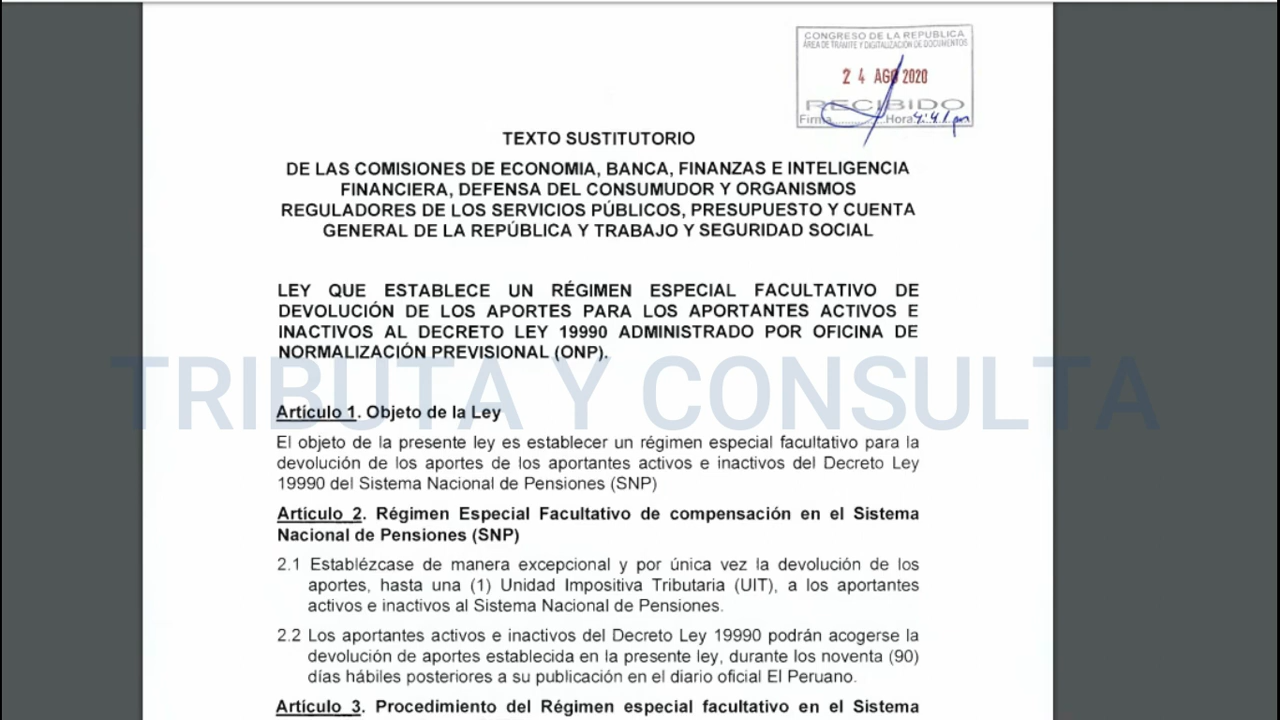 CONGRESO DE LA REPUBLICA
ÁREA DE TRÁMITE Y DIGITALIZACIÓN DE DOCUMENTOS
24 AGO 2020
RECIBIDO
Firma............Hora 4:41 pm
TEXTO SUSTITUTORIO
DE LAS COMISIONES DE ECONOMIA, BANCA, FINANZAS E INTELIGENCIA
FINANCIERA, DEFENSA DEL CONSUMUDOR Y ORGANISMOS
REGULADORES DE LOS SERVICIOS PÚBLICOS, PRESUPUESTO Y CUENTA
GENERAL DE LA REPÚBLICA Y TRABAJO Y SEGURIDAD SOCIAL
LEY QUE ESTABLECE UN RÉGIMEN ESPECIAL FACULTATIVO DE
DEVOLUCIÓN DE LOS APORTES PARA LOS APORTANTES ACTIVOS E
INACTIVOS AL DECRETO LEY 19990 ADMINISTRADO POR OFICINA DE
NORMALIZACIÓN PREVISIONAL (ONP).
TRIBUTA Y CONSULTA
Artículo 1. Objeto de la Ley
El objeto de la presente ley es establecer un régimen especial facultativo para la
devolución de los aportes de los aportantes activos e inactivos del Decreto Ley
19990 del Sistema Nacional de Pensiones (SNP)
Artículo 2. Régimen Especial Facultativo de compensación en el Sistema
Nacional de Pensiones (SNP)
2.1 Establézcase de manera excepcional y por única vez la devolución de los
aportes, hasta una (1) Unidad Impositiva Tributaria (UIT), a los aportantes
activos e inactivos al Sistema Nacional de Pensiones.
2.2 Los aportantes activos e inactivos del Decreto Ley 19990 podrán acogerse la
devolución de aportes establecida en la presente ley, durante los noventa (90)
días hábiles posteriores a su publicación en el diario oficial El Peruano.
Artículo 3. Procedimiento del Régimen especial facultativo en el Sistema